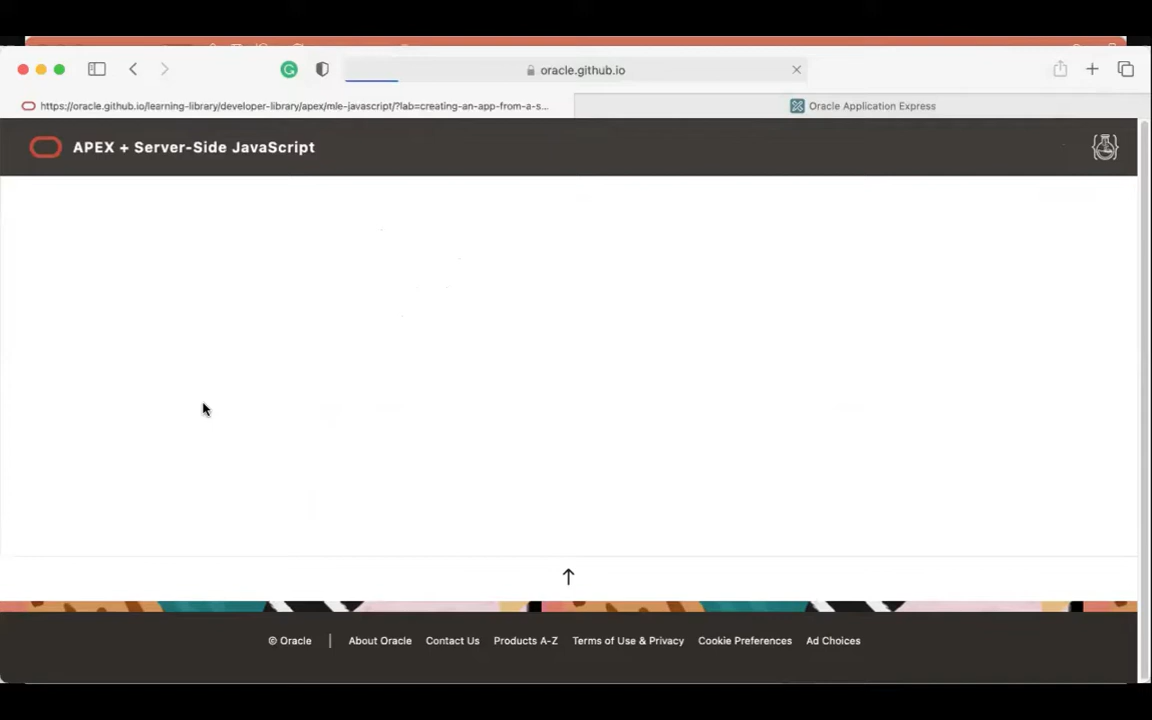 oracle.github.io
https://oracle.github.io/learning-library/developer-library/apex/mle-javascript/?lab=creating-an-app-from-a-s...
Oracle Application Express
APEX + Server-Side JavaScript
© Oracle
About Oracle
Contact Us
Products A-Z
Terms of Use & Privacy
Cookie Preferences
Ad Choices